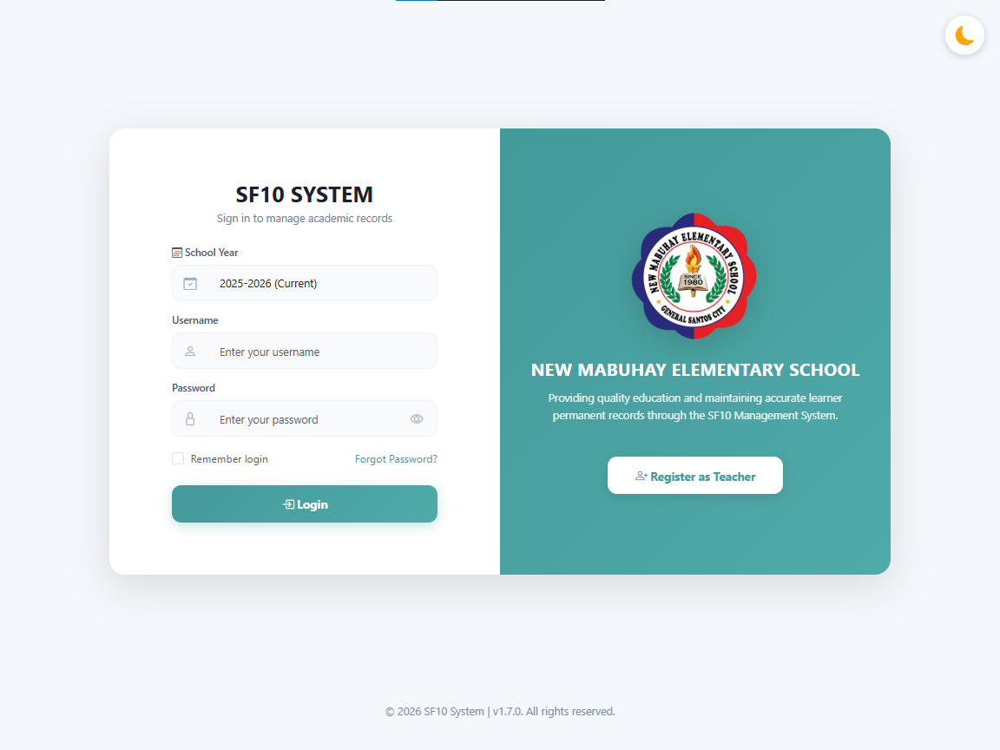 SF10 SYSTEM
Sign in to manage academic records
School Year
2025-2026 (Current)
Username
Enter your username
Password
Enter your password
Remember login
Forgot Password?
Login
NEW MABUHAY ELEMENTARY SCHOOL
SINCE
1980
GENERAL SANTOS CITY
NEW MABUHAY ELEMENTARY SCHOOL
Providing quality education and maintaining accurate learner
permanent records through the SF10 Management System.
Register as Teacher
© 2026 SF10 System | v1.7.0. All rights reserved.